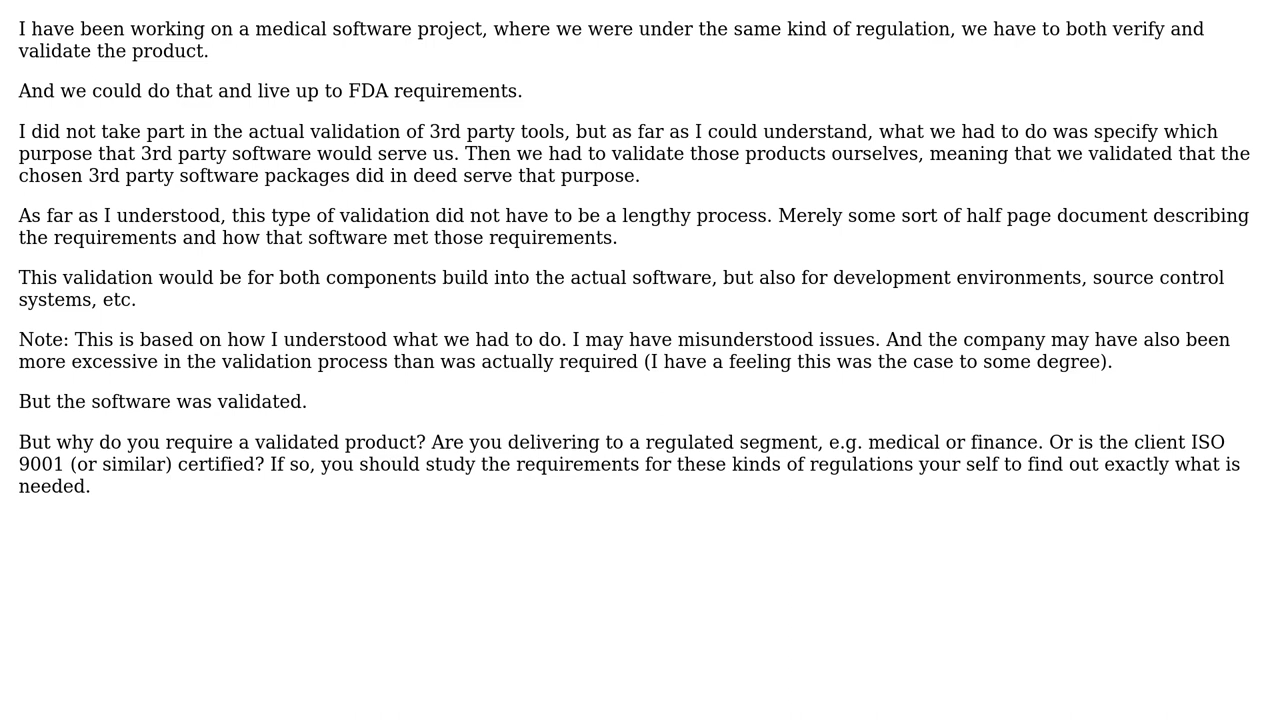 I have been working on a medical software project, where we were under the same kind of regulation, we have to both verify and
validate the product.
And we could do that and live up to FDA requirements.
I did not take part in the actual validation of 3rd party tools, but as far as I could understand, what we had to do was specify which
purpose that 3rd party software would serve us. Then we had to validate those products ourselves, meaning that we validated that the
chosen 3rd party software packages did in deed serve that purpose.
As far as I understood, this type of validation did not have to be a lengthy process. Merely some sort of half page document describing
the requirements and how that software met those requirements.
This validation would be for both components build into the actual software, but also for development environments, source control
systems, etc.
Note: This is based on how I understood what we had to do. I may have misunderstood issues. And the company may have also been
more excessive in the validation process than was actually required (I have a feeling this was the case to some degree).
But the software was validated.
But why do you require a validated product? Are you delivering to a regulated segment, e.g. medical or finance. Or is the client ISO
9001 (or similar) certified? If so, you should study the requirements for these kinds of regulations your self to find out exactly what is
needed.